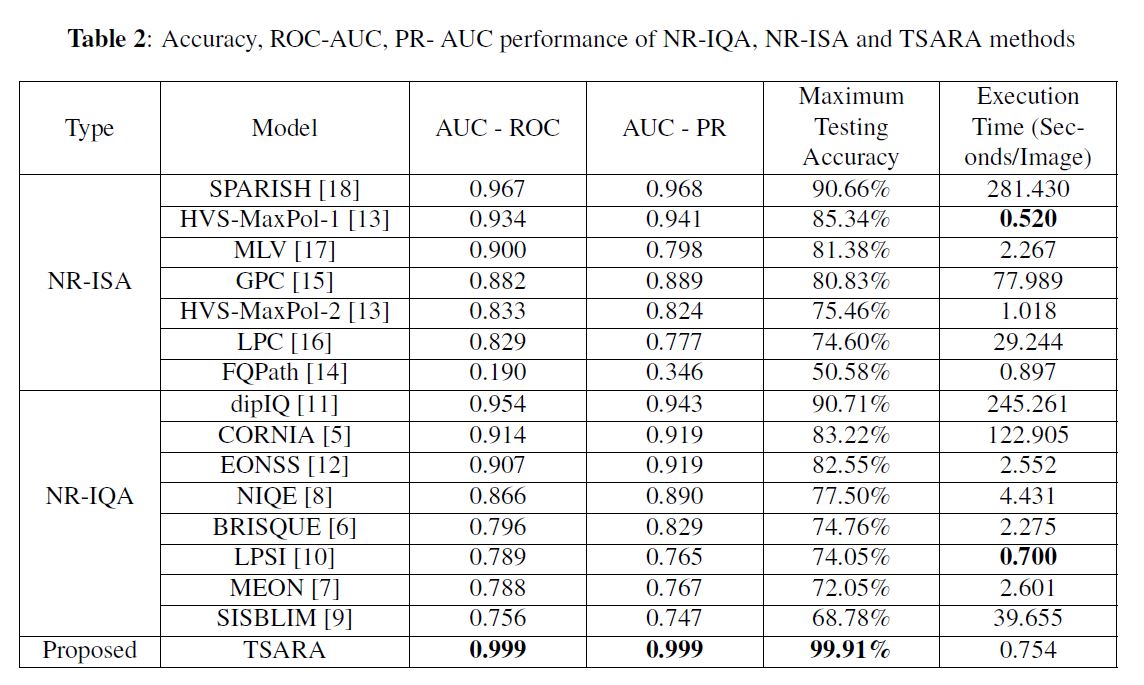 Table 2: Accuracy, ROC-AUC, PR- AUC performance of NR-IQA, NR-ISA and TSARA methods
Type Model AUC - ROC AUC - PR Maximum Testing Accuracy Execution Time (Sec-onds/Image)
NR-ISA
SPARISH [18] 0.967 0.968 90.66% 281.430
HVS-MaxPol-1 [13] 0.934 0.941 85.34% 0.520
MLV [17] 0.900 0.798 81.38% 2.267
GPC [15] 0.882 0.889 80.83% 77.989
HVS-MaxPol-2 [13] 0.833 0.824 75.46% 1.018
LPC [16] 0.829 0.777 74.60% 29.244
FQPath [14] 0.190 0.346 50.58% 0.897
NR-IQA
dipIQ [11] 0.954 0.943 90.71% 245.261
CORNIA [5] 0.914 0.919 83.22% 122.905
EONSS [12] 0.907 0.919 82.55% 2.552
NIQE [8] 0.866 0.890 77.50% 4.431
BRISQUE [6] 0.796 0.829 74.76% 2.275
LPSI [10] 0.789 0.765 74.05% 0.700
MEON [7] 0.788 0.767 72.05% 2.601
SISBLIM [9] 0.756 0.747 68.78% 39.655
Proposed TSARA 0.999 0.999 99.91% 0.754